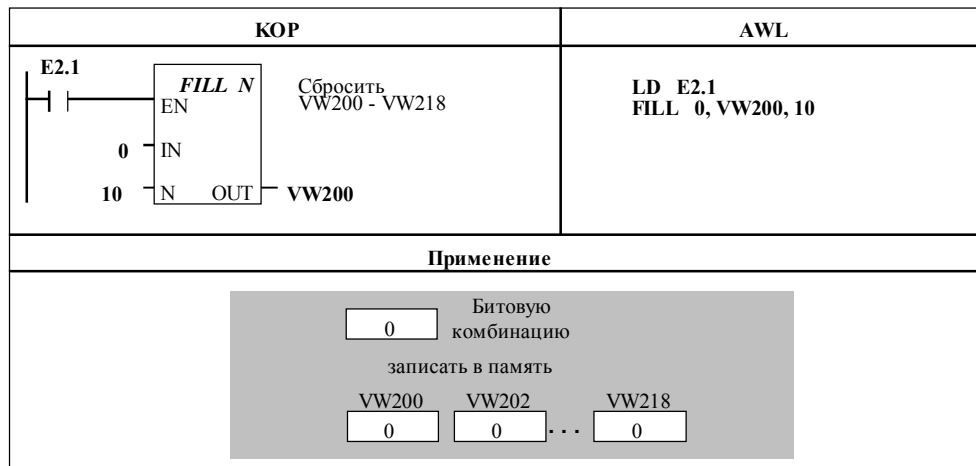 KOP
AWL
E2.1
FILL N
EN
Сбросить
VW200 - VW218
0
IN
10
N OUT
VW200
LD E2.1
FILL 0, VW200, 10
Применение
0
Битовую
комбинацию
записать в память
VW200 VW202 VW218
0 0 . . . 0